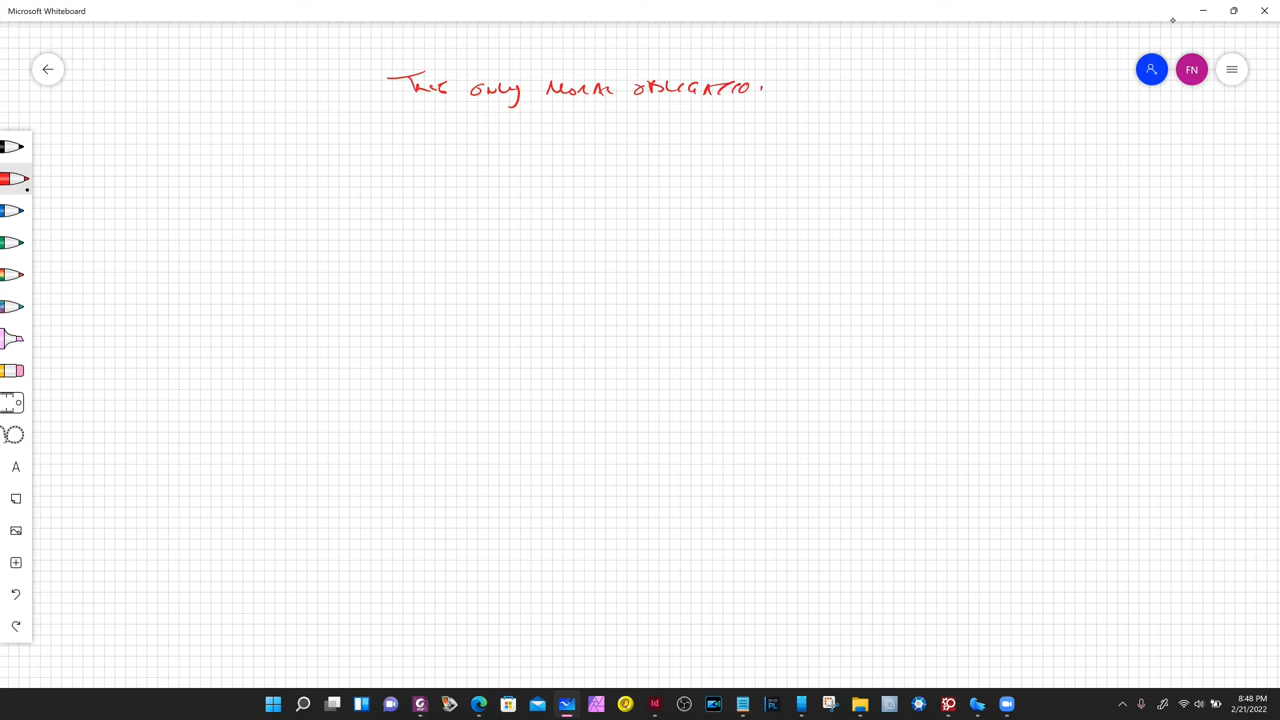 Microsoft Whiteboard
FN
The only moral obligatio
A
8:48 PM
2/21/2022